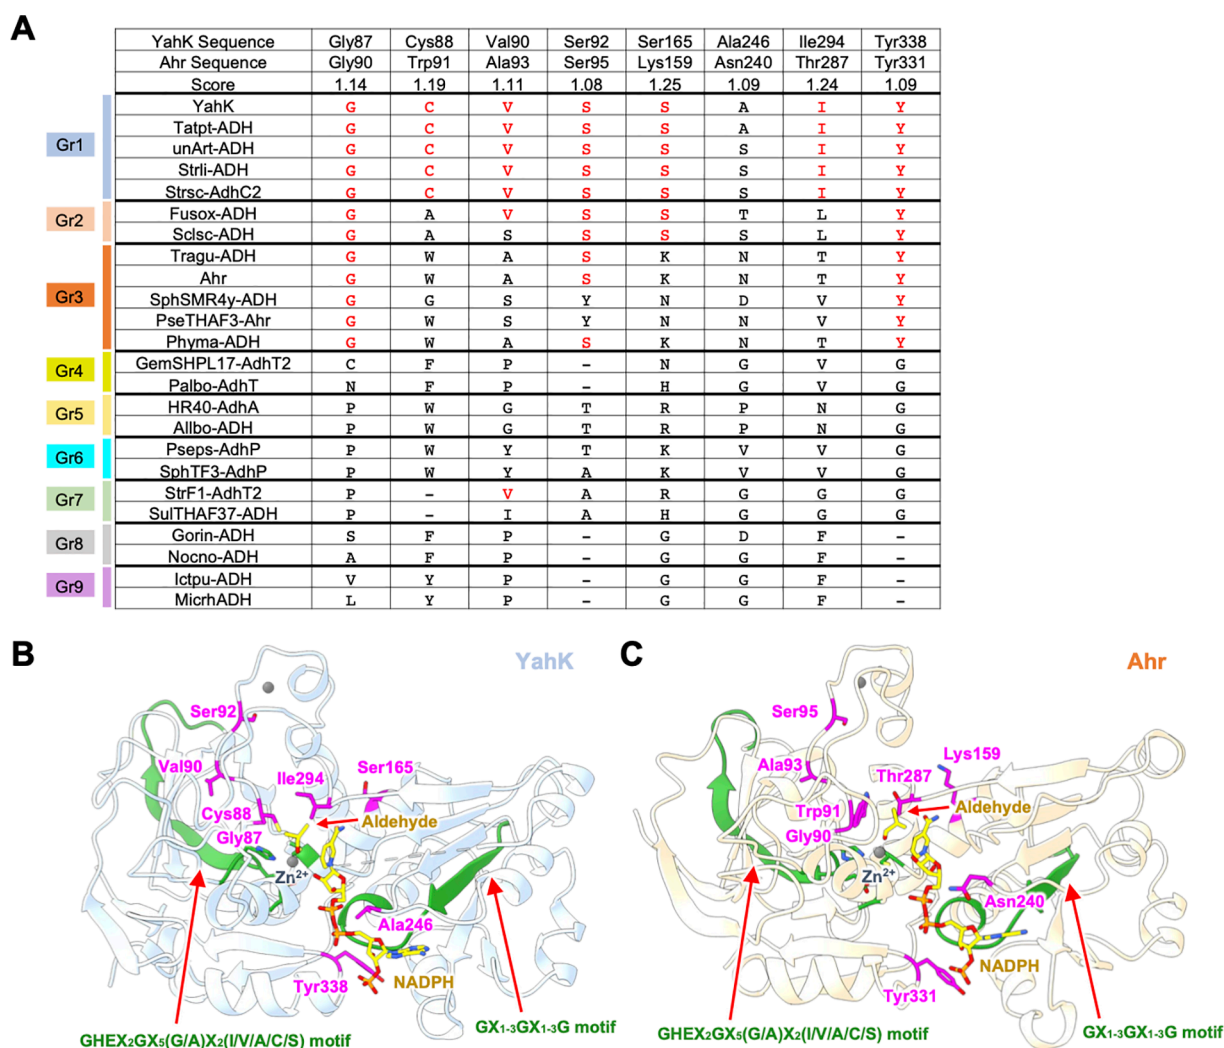 A
YahK Sequence Gly87 Cys88 Val90 Ser92 Ser165 Ala246 Ile294 Tyr338
Ahr Sequence Gly90 Trp91 Ala93 Ser95 Lys159 Asn240 Thr287 Tyr331
Score 1.14 1.19 1.11 1.08 1.25 1.09 1.24 1.09
Gr1
YahK G C V S S A I Y
Tatpt-ADH G C V S S A I Y
unArt-ADH G C V S S S I Y
Strli-ADH G C V S S S I Y
Strsc-AdhC2 G C V S S S I Y
Gr2
Fusox-ADH G A V S S T L Y
Sclsc-ADH G A S S S S L Y
Gr3
Tragu-ADH G W A S K N T Y
Ahr G W A S K N T Y
SphSMR4y-ADH G G S Y N D V Y
PseTHAF3-Ahr G W S Y N N V Y
Phyma-ADH G W A S K N T Y
Gr4
GemSHPL17-AdhT2 C F P - N G V G
Palbo-AdhT N F P - H G V G
Gr5
HR40-AdhA P W G T R P N G
Allbo-ADH P W G T R P N G
Gr6
Pseps-AdhP P W Y T K V V G
SphTF3-AdhP P W Y A K V V G
Gr7
StrF1-AdhT2 P - V A R G G G
SulTHAF37-ADH P - I A H G G G
Gr8
Gorin-ADH S F P - G D F -
Nocno-ADH A F P - G G F -
Gr9
Ictpu-ADH V Y P - G G F -
MicrhADH L Y P - G G F -
B
YahK
Ser92
Val90
Ile294
Ser165
Cys88
Aldehyde
Gly87
Zn²⁺
Ala246
Tyr338
NADPH
GX₁₋₃GX₁₋₃G motif
GHEX₂GX₅(G/A)X₂(I/V/A/C/S) motif
C
Ahr
Ser95
Lys159
Ala93
Thr287
Trp91
Aldehyde
Gly90
Zn²⁺
Asn240
NADPH
Tyr331
GHEX₂GX₅(G/A)X₂(I/V/A/C/S) motif
GX₁₋₃GX₁₋₃G motif